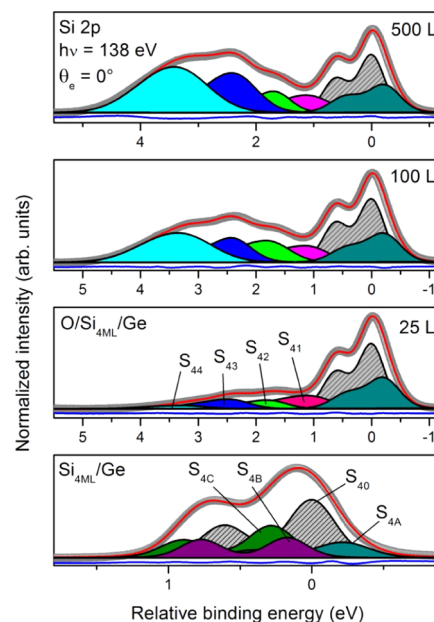 Si 2p
hν = 138 eV
θₑ = 0°
500 L
4 2 0
100 L
5 4 3 2 1 0 -1
O/Si₄ML/Ge
25 L
S₄₄ S₄₃ S₄₂ S₄₁
5 4 3 2 1 0 -1
Si₄ML/Ge
S₄C S₄B S₄₀ S₄A
1 0
Relative binding energy (eV)
Normalized intensity (arb. units)